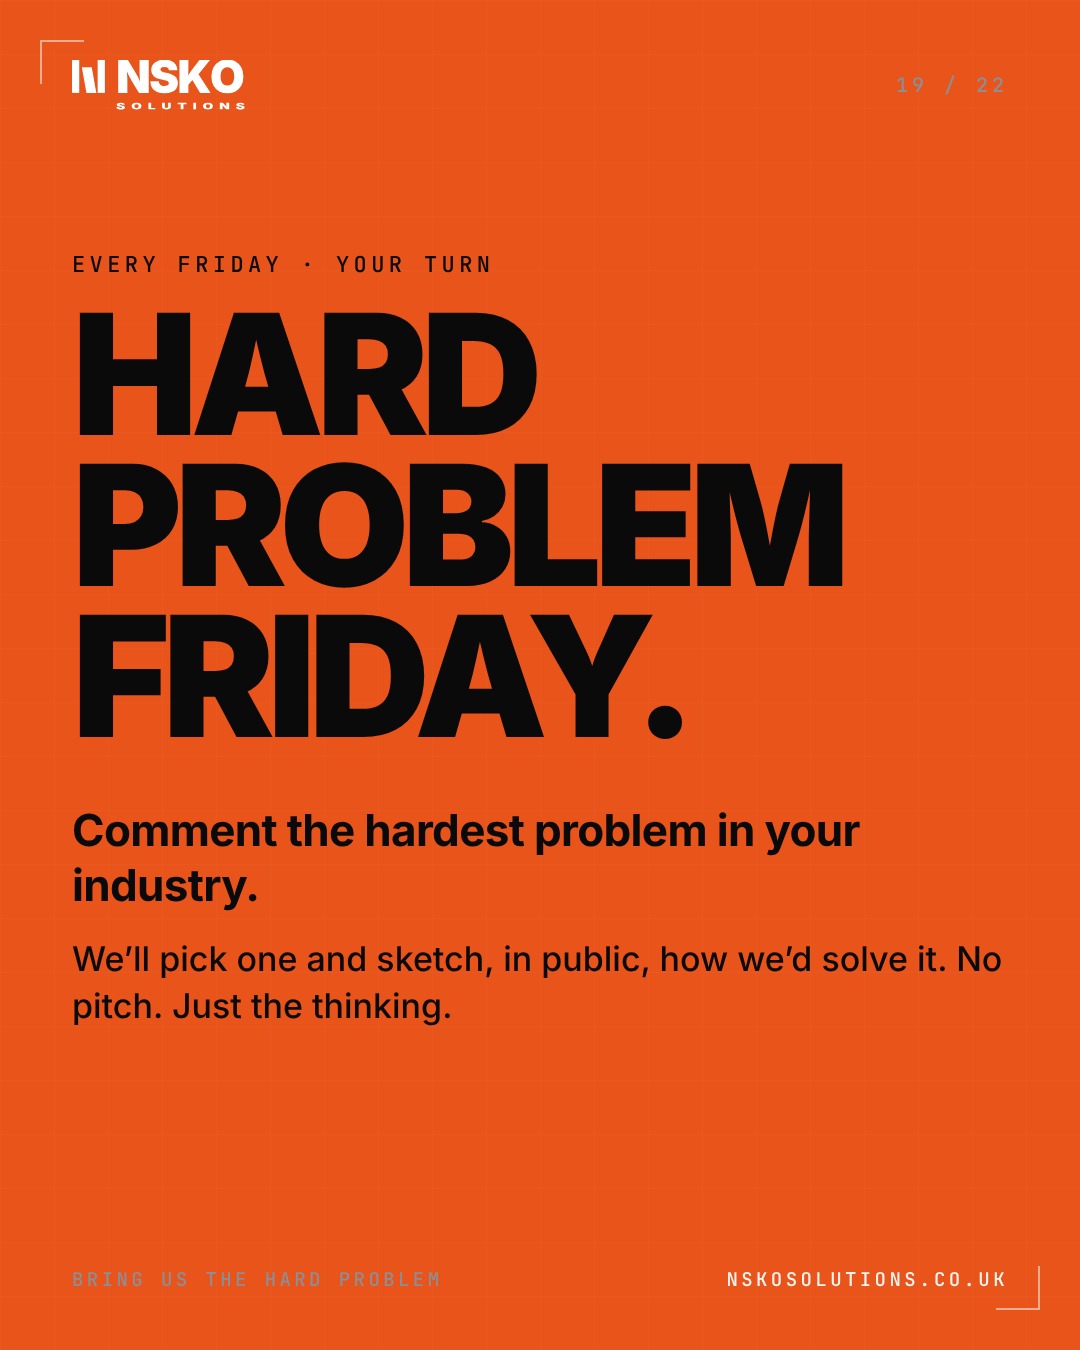 NSKO
SOLUTIONS
19 / 22
EVERY FRIDAY · YOUR TURN
HARD
PROBLEM
FRIDAY.
Comment the hardest problem in your
industry.
We’ll pick one and sketch, in public, how we’d solve it. No
pitch. Just the thinking.
BRING US THE HARD PROBLEM
NSKOSOLUTIONS.CO.UK